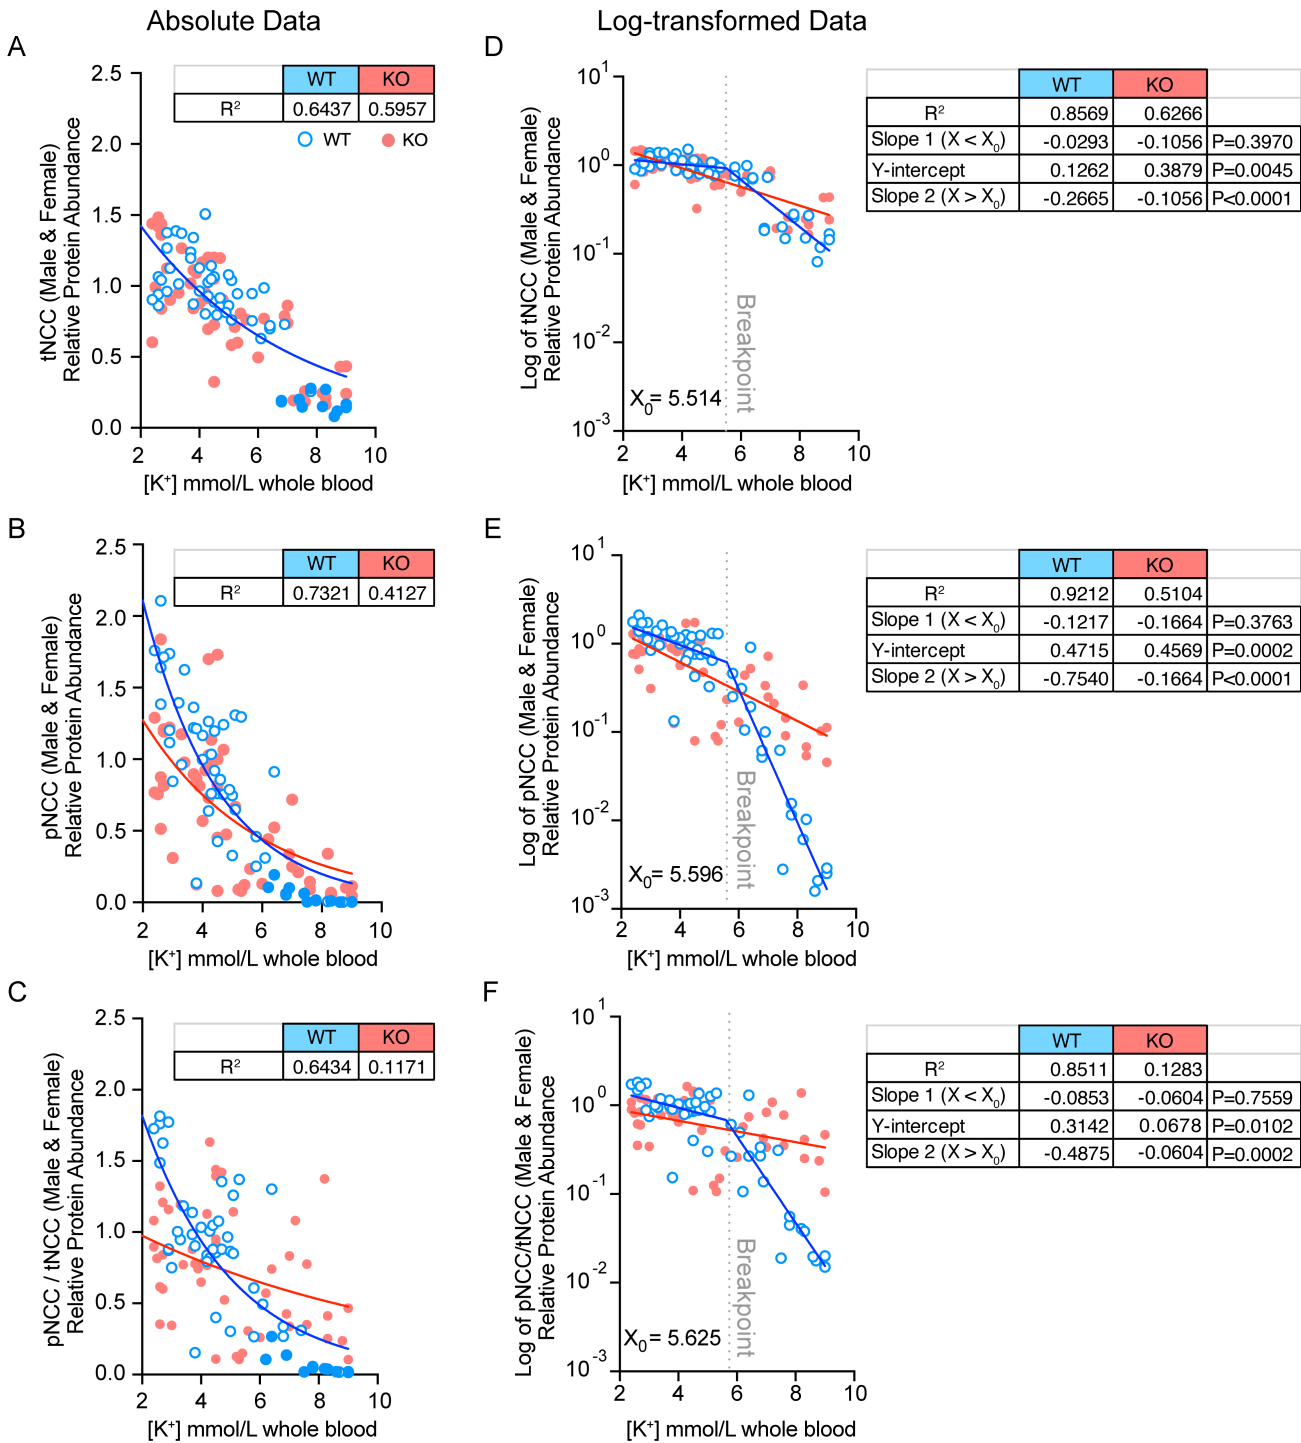 Absolute Data
Log-transformed Data
A
tNCC (Male & Female)
Relative Protein Abundance
2.5
2.0
1.5
1.0
0.5
0.0
2 4 6 8 10
[K⁺] mmol/L whole blood
WT KO
R² 0.6437 0.5957
WT KO
D
Log of tNCC (Male & Female)
Relative Protein Abundance
10¹
10⁰
10⁻¹
10⁻²
10⁻³
2 4 6 8 10
[K⁺] mmol/L whole blood
Breakpoint
X₀= 5.514
WT KO
R² 0.8569 0.6266
Slope 1 (X < X₀) -0.0293 -0.1056 P=0.3970
Y-intercept 0.1262 0.3879 P=0.0045
Slope 2 (X > X₀) -0.2665 -0.1056 P<0.0001
B
pNCC (Male & Female)
Relative Protein Abundance
2.5
2.0
1.5
1.0
0.5
0.0
2 4 6 8 10
[K⁺] mmol/L whole blood
WT KO
R² 0.7321 0.4127
E
Log of pNCC (Male & Female)
Relative Protein Abundance
10¹
10⁰
10⁻¹
10⁻²
10⁻³
2 4 6 8 10
[K⁺] mmol/L whole blood
Breakpoint
X₀= 5.596
WT KO
R² 0.9212 0.5104
Slope 1 (X < X₀) -0.1217 -0.1664 P=0.3763
Y-intercept 0.4715 0.4569 P=0.0002
Slope 2 (X > X₀) -0.7540 -0.1664 P<0.0001
C
pNCC / tNCC (Male & Female)
Relative Protein Abundance
2.5
2.0
1.5
1.0
0.5
0.0
2 4 6 8 10
[K⁺] mmol/L whole blood
WT KO
R² 0.6434 0.1171
F
Log of pNCC/tNCC (Male & Female)
Relative Protein Abundance
10¹
10⁰
10⁻¹
10⁻²
10⁻³
2 4 6 8 10
[K⁺] mmol/L whole blood
Breakpoint
X₀= 5.625
WT KO
R² 0.8511 0.1283
Slope 1 (X < X₀) -0.0853 -0.0604 P=0.7559
Y-intercept 0.3142 0.0678 P=0.0102
Slope 2 (X > X₀) -0.4875 -0.0604 P=0.0002